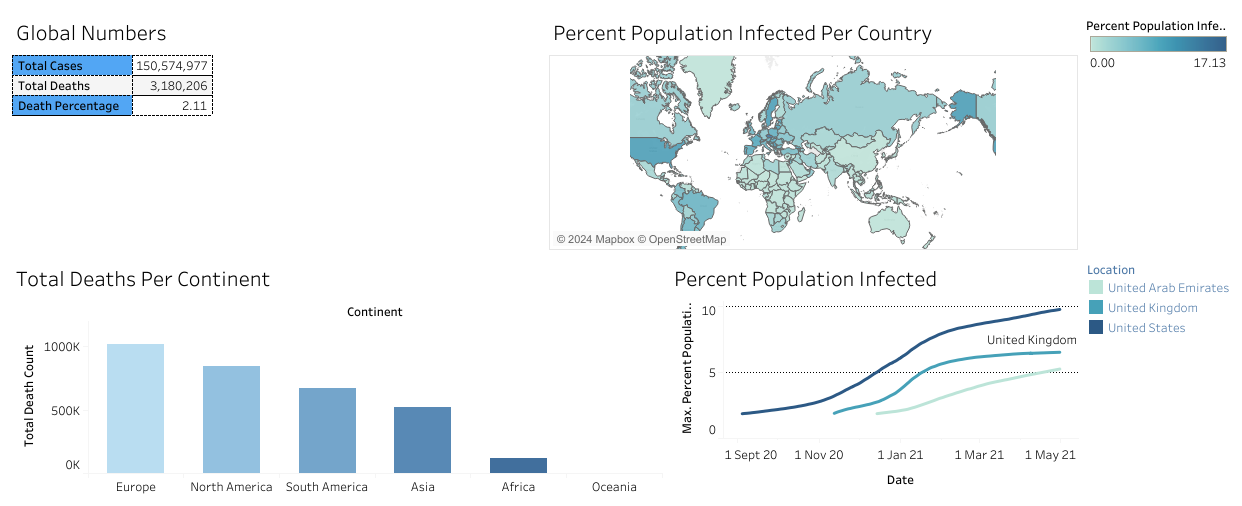 Global Numbers
Total Cases 150,574,977
Total Deaths 3,180,206
Death Percentage 2.11
Percent Population Infected Per Country
© 2024 Mapbox © OpenStreetMap
Percent Population Infe..
0.00 17.13
Total Deaths Per Continent
Continent
Total Death Count
1000K
500K
0K
Europe North America South America Asia Africa Oceania
Percent Population Infected
Max. Percent Populati..
10
5
0
United Kingdom
1 Sept 20 1 Nov 20 1 Jan 21 1 Mar 21 1 May 21
Date
Location
United Arab Emirates
United Kingdom
United States